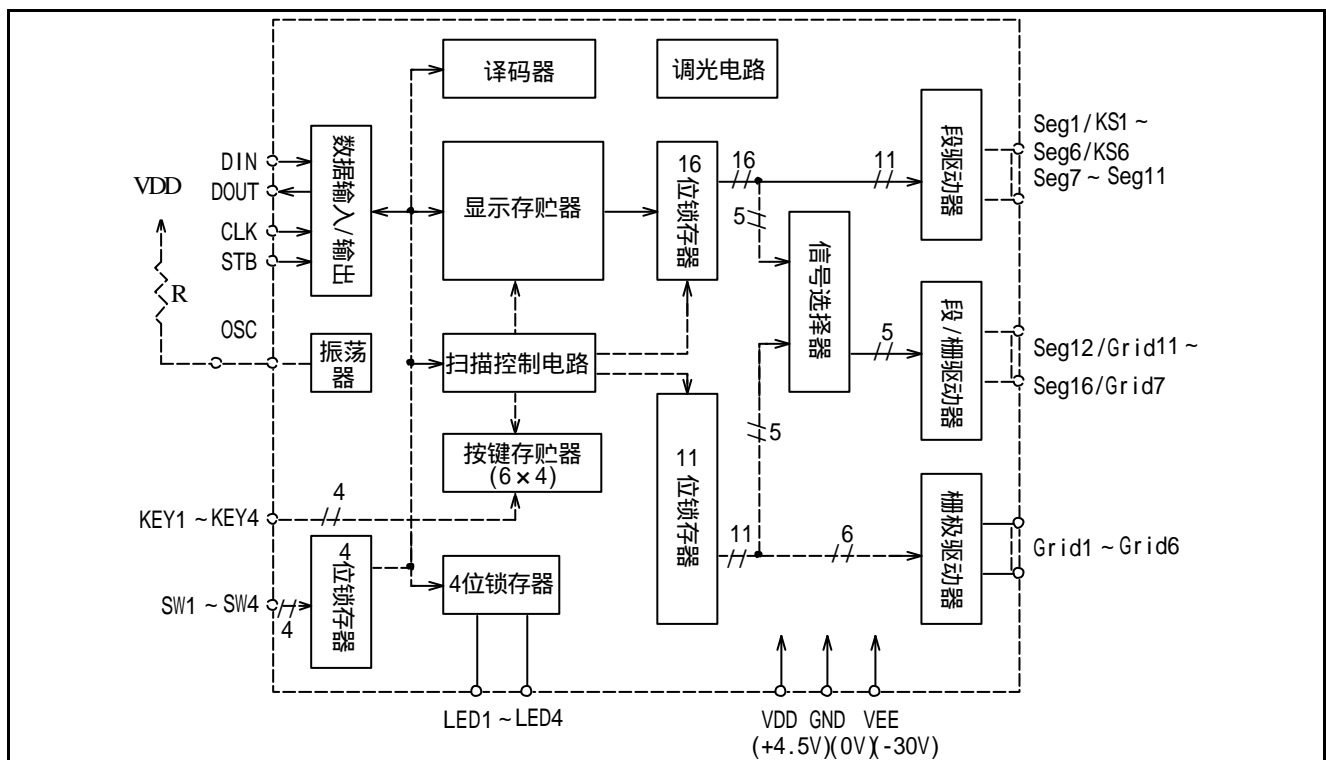 译码器
调光电路
数据输入/输出
DIN
DOUT
CLK
STB
VDD
R
OSC
振荡器
显示存贮器
16
位锁存器
16
11
5
段驱动器
Seg1/KS1 ~
Seg6/KS6
Seg7 ~ Seg11
信号选择器
5
段/栅驱动器
Seg12/Grid11 ~
Seg16/Grid7
扫描控制电路
按键存贮器
(6×4)
KEY1 ~ KEY4
4
11
位锁存器
5
11
6
栅极驱动器
Grid1 ~ Grid6
SW1 ~ SW4
4
4位锁存器
4位锁存器
LED1 ~ LED4
VDD GND VEE
(+4.5V)(0V)(-30V)